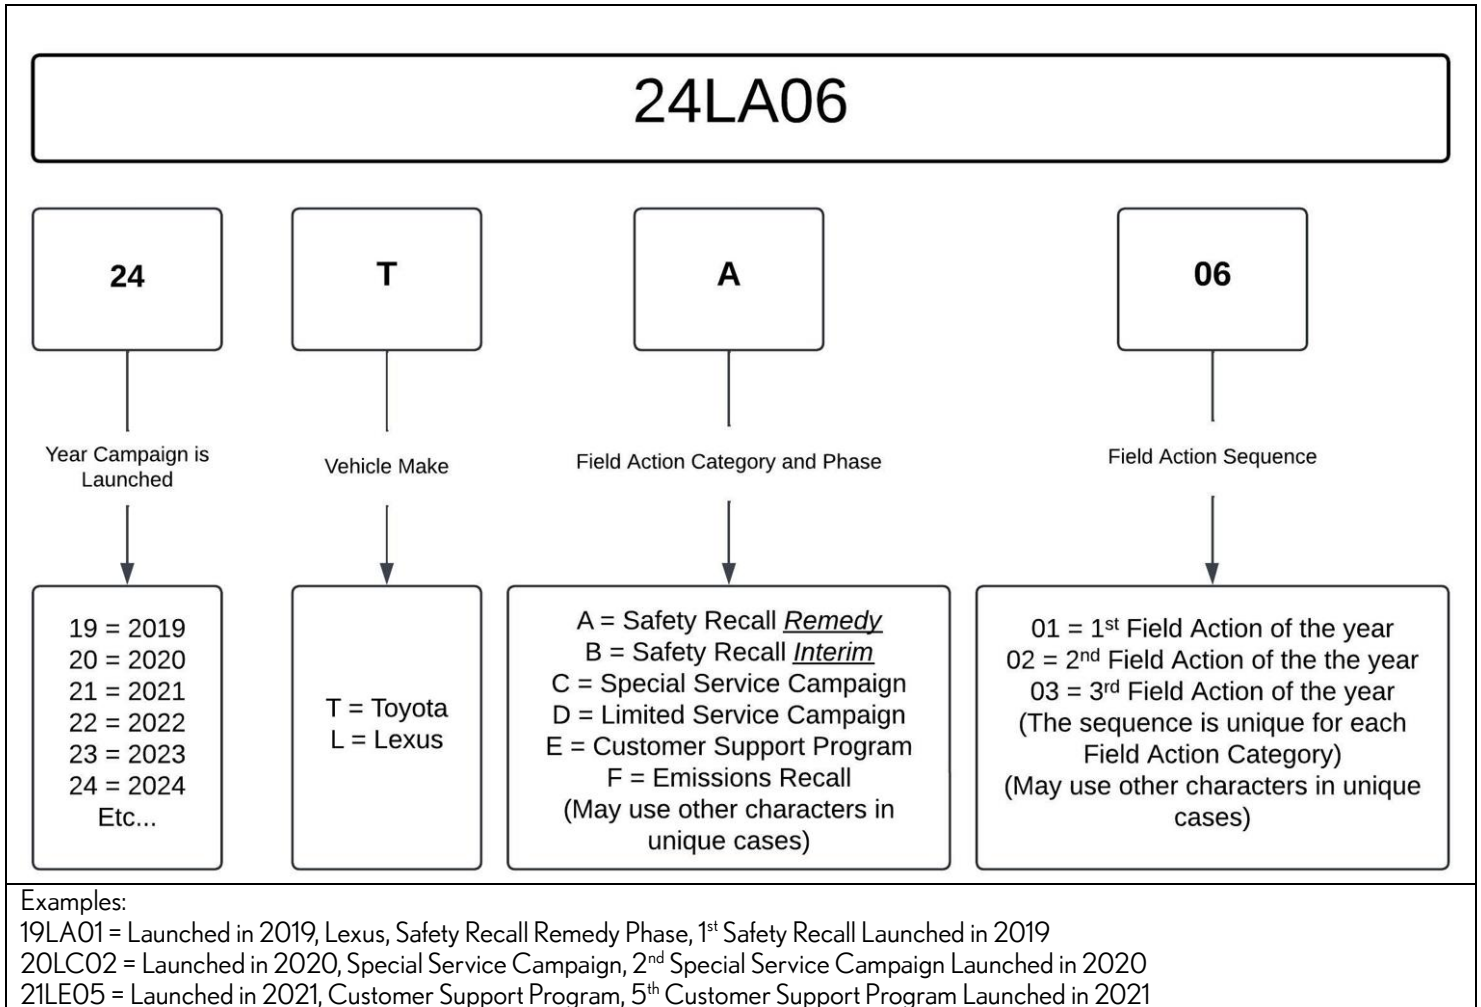 24LA06
24
T
A
06
Year Campaign is
Launched
Vehicle Make
Field Action Category and Phase
Field Action Sequence
19 = 2019
20 = 2020
21 = 2021
22 = 2022
23 = 2023
24 = 2024
Etc...
T = Toyota
L = Lexus
A = Safety Recall Remedy
B = Safety Recall Interim
C = Special Service Campaign
D = Limited Service Campaign
E = Customer Support Program
F = Emissions Recall
(May use other characters in
unique cases)
01 = 1st Field Action of the year
02 = 2nd Field Action of the the year
03 = 3rd Field Action of the year
(The sequence is unique for each
Field Action Category)
(May use other characters in unique
cases)
Examples:
19LA01 = Launched in 2019, Lexus, Safety Recall Remedy Phase, 1st Safety Recall Launched in 2019
20LC02 = Launched in 2020, Special Service Campaign, 2nd Special Service Campaign Launched in 2020
21LE05 = Launched in 2021, Customer Support Program, 5th Customer Support Program Launched in 2021